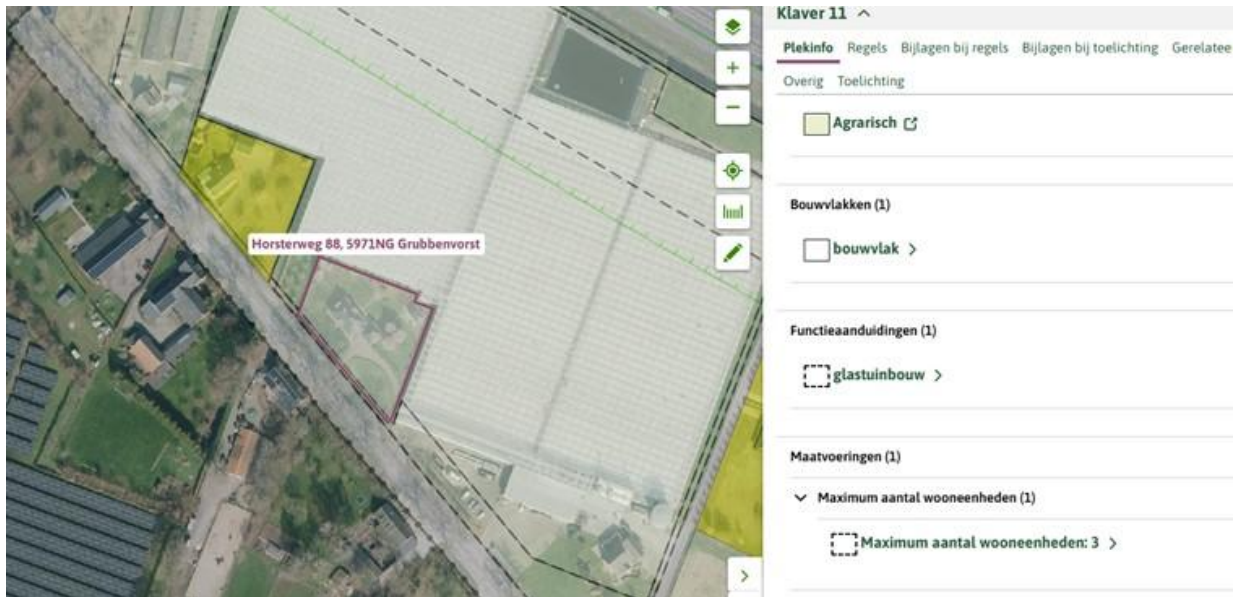 Klaver 11
Plekinfo Regels Bijlagen bij regels Bijlagen bij toelichting Gerelatee
Overig Toelichting
Agrarisch
Bouwvlakken (1)
bouwvlak
Functieaanduidingen (1)
glastuinbouw
Maatvoeringen (1)
Maximum aantal wooneenheden (1)
Maximum aantal wooneenheden: 3
Horsterweg 88, 5971NG Grubbenvorst